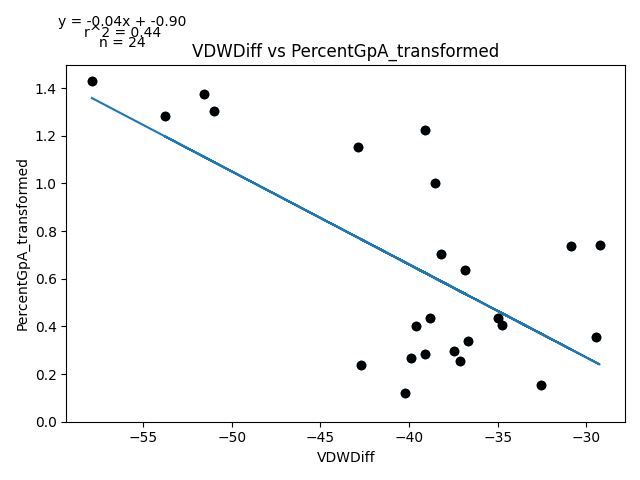 y = -0.04x + -0.90
r^2 = 0.44
n = 24
VDWDiff vs PercentGpA_transformed
1.4
1.2
1.0
0.8
0.6
0.4
0.2
0.0
PercentGpA_transformed
−55 −50 −45 −40 −35 −30
VDWDiff